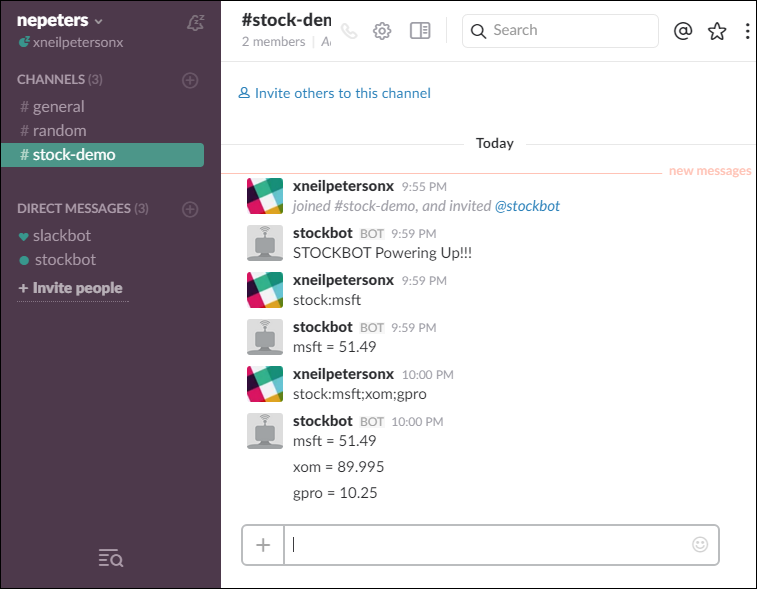 nepeters
xneilpetersonx
CHANNELS (3)
# general
# random
# stock-demo
DIRECT MESSAGES (3)
slackbot
stockbot
+ Invite people
#stock-den
2 members |
Search
Invite others to this channel
Today
new messages
xneilpetersonx 9:55 PM
joined #stock-demo, and invited @stockbot
stockbot BOT 9:59 PM
STOCKBOT Powering Up!!!
xneilpetersonx 9:59 PM
stock:msft
stockbot BOT 9:59 PM
msft = 51.49
xneilpetersonx 10:00 PM
stock:msft;xom;gpro
stockbot BOT 10:00 PM
msft = 51.49
xom = 89.995
gpro = 10.25